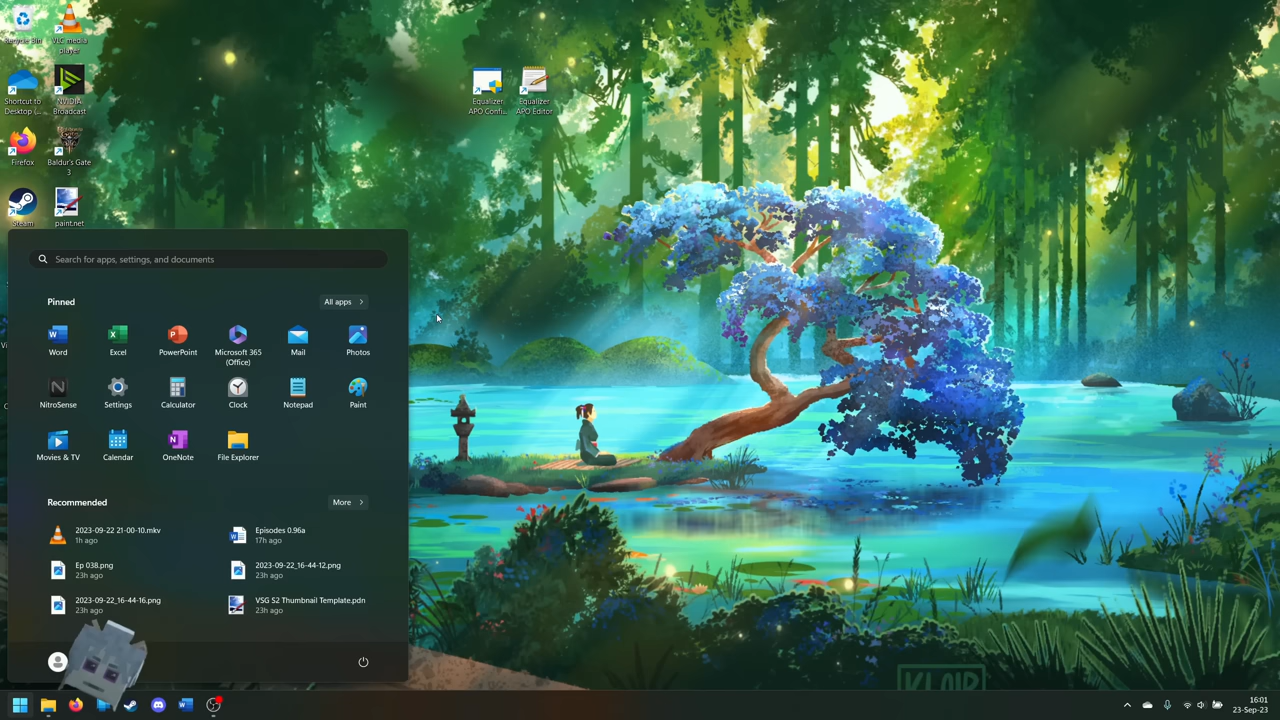 Recycle Bin
VLC media
player
Shortcut to
Desktop (...
NVIDIA
Broadcast
Equalizer
APO Confi...
Equalizer
APO Editor
Firefox
Baldur's Gate
3
Steam
paint.net
Search for apps, settings, and documents
Pinned
All apps
Word
Excel
PowerPoint
Microsoft 365
(Office)
Mail
Photos
NitroSense
Settings
Calculator
Clock
Notepad
Paint
Movies & TV
Calendar
OneNote
File Explorer
Recommended
More
2023-09-22 21-00-10.mkv
1h ago
Episodes 0.96a
17h ago
Ep 038.png
23h ago
2023-09-22_16-44-12.png
23h ago
2023-09-22_16-44-16.png
23h ago
VSG S2 Thumbnail Template.pdn
23h ago
16:01
23-Sep-23